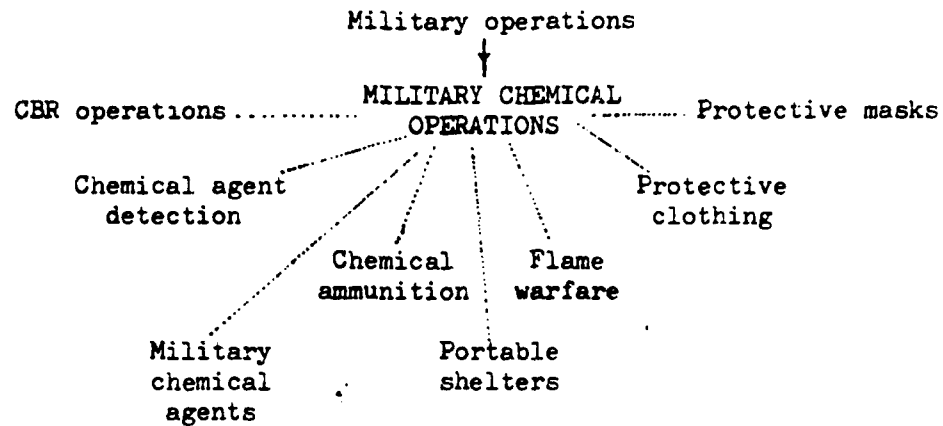 Military operations
MILITARY CHEMICAL
OPERATIONS
CBR operations
Protective masks
Chemical agent
detection
Protective
clothing
Chemical
ammunition
Flame
warfare
Military
chemical
agents
Portable
shelters